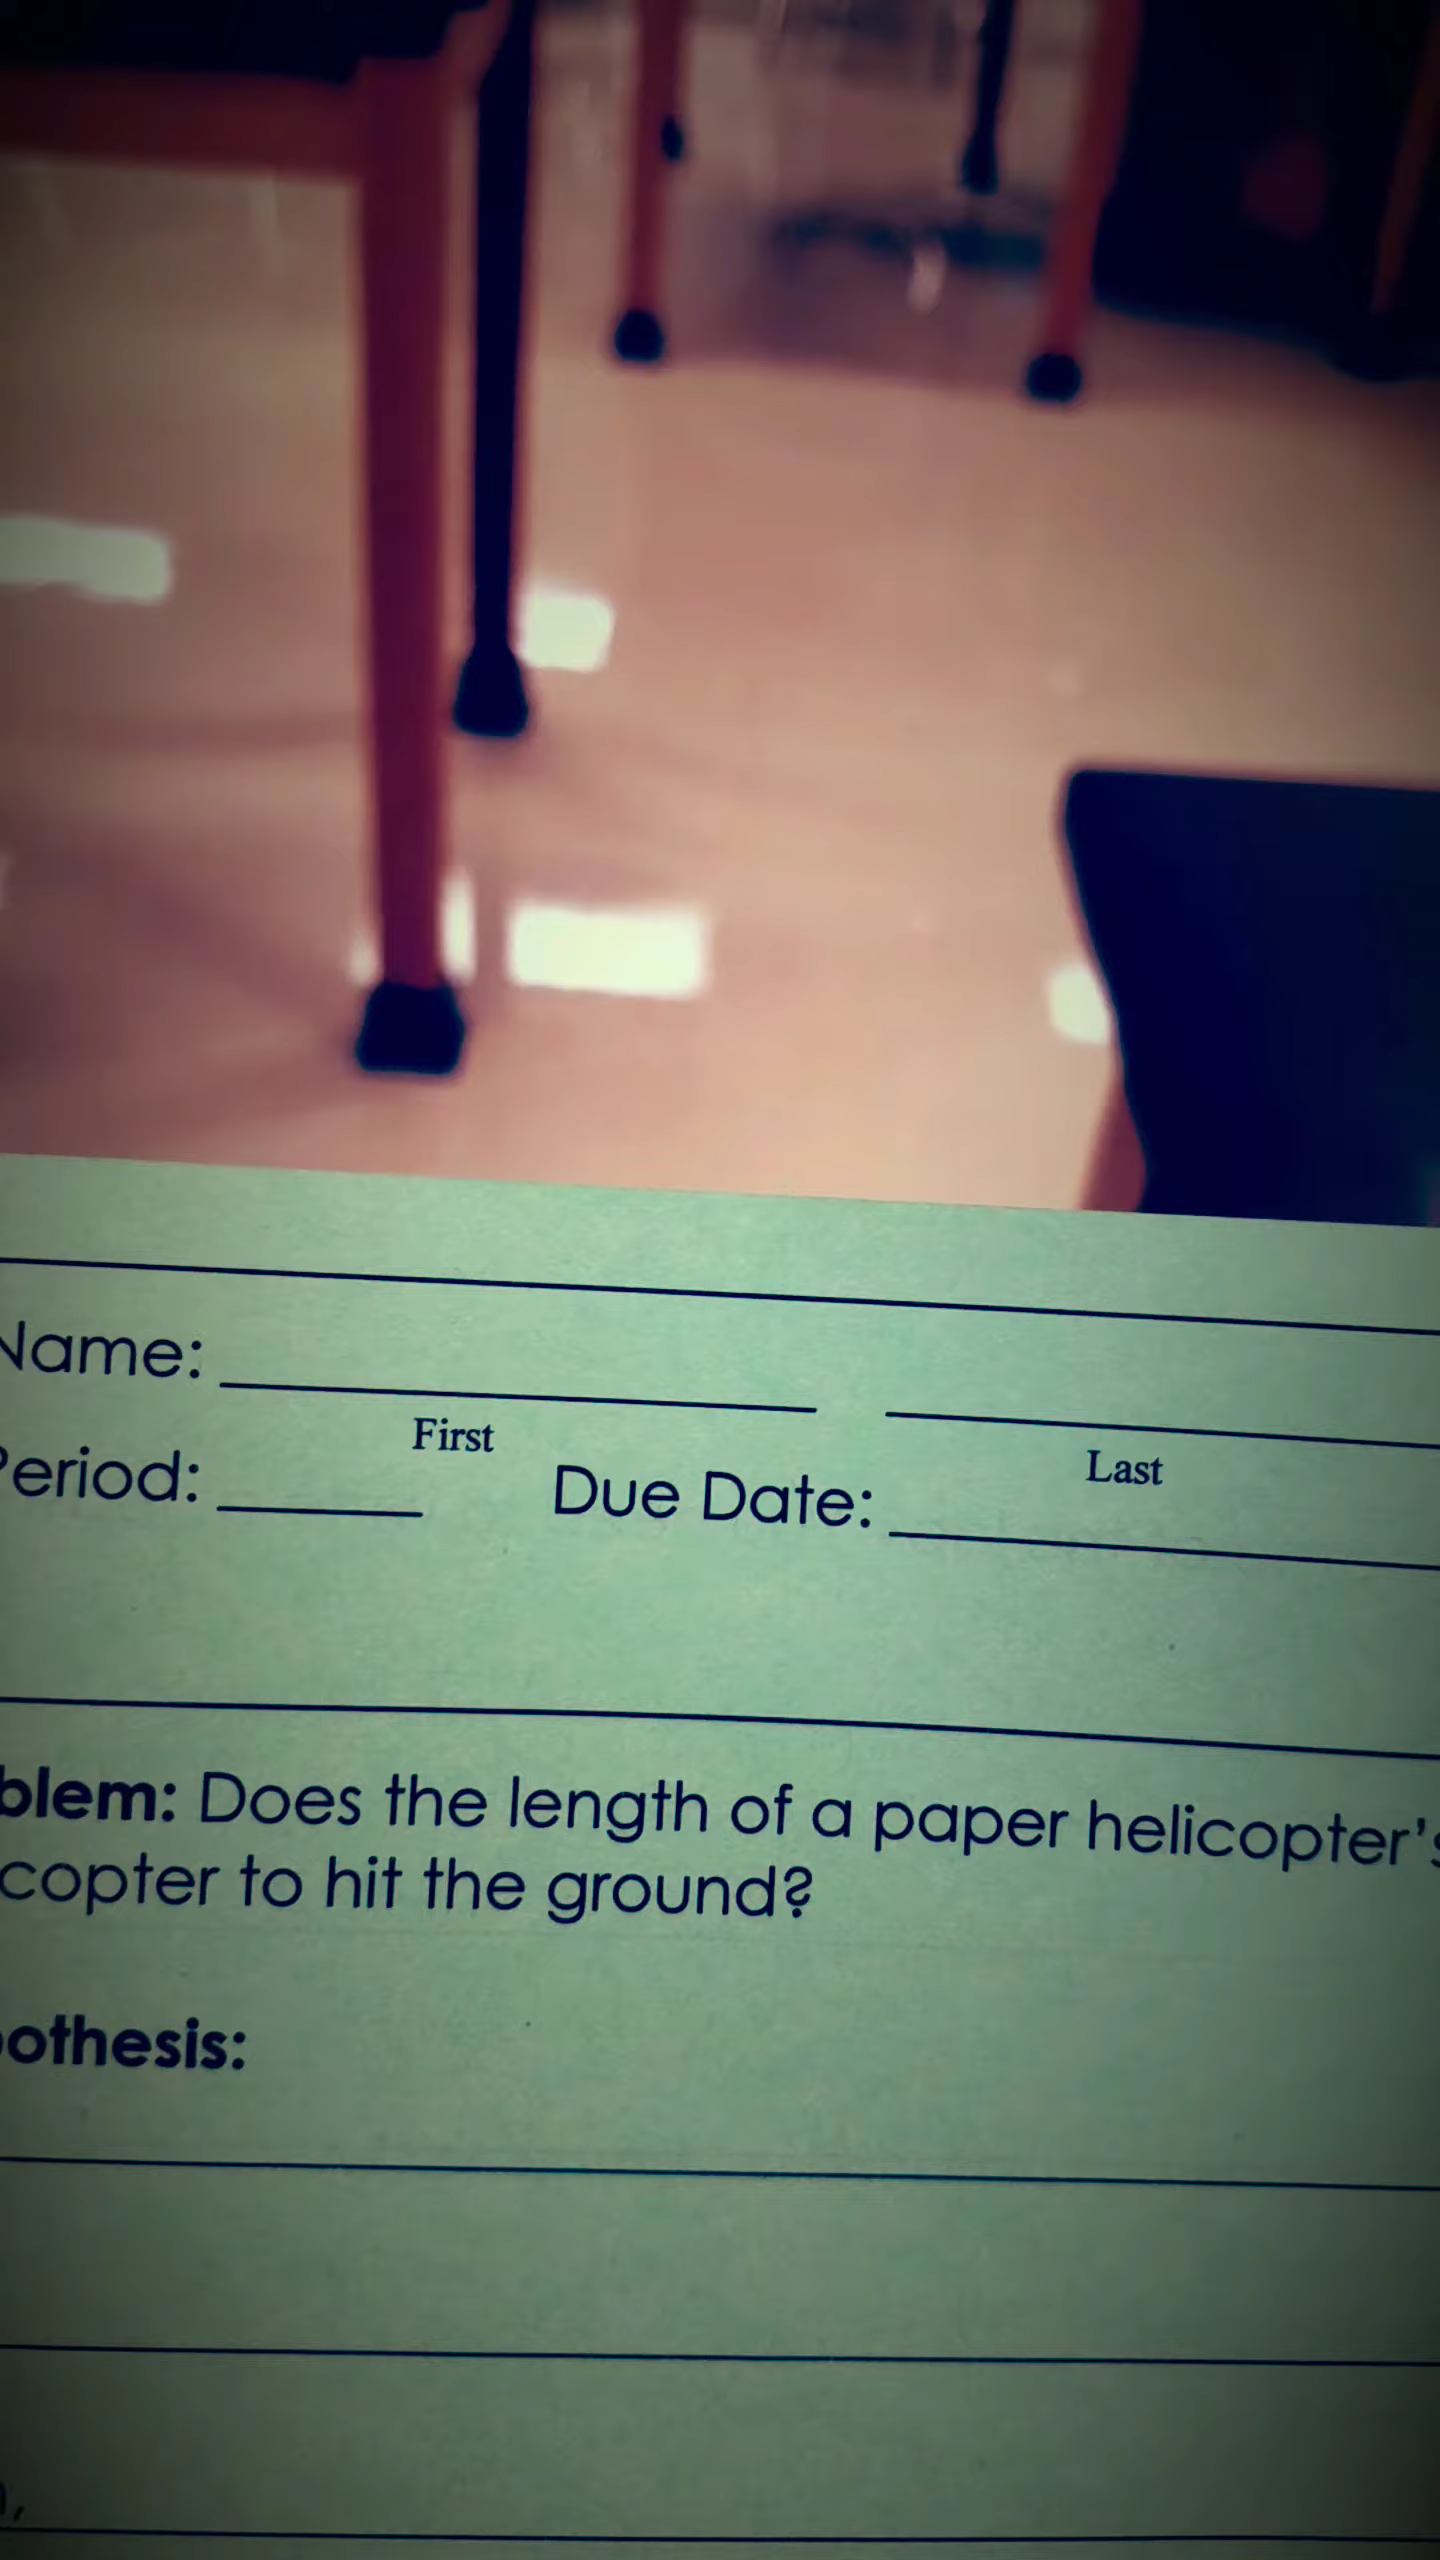 Name:
First Last
Period: Due Date:
blem: Does the length of a paper helicopter's
copter to hit the ground?
othesis: